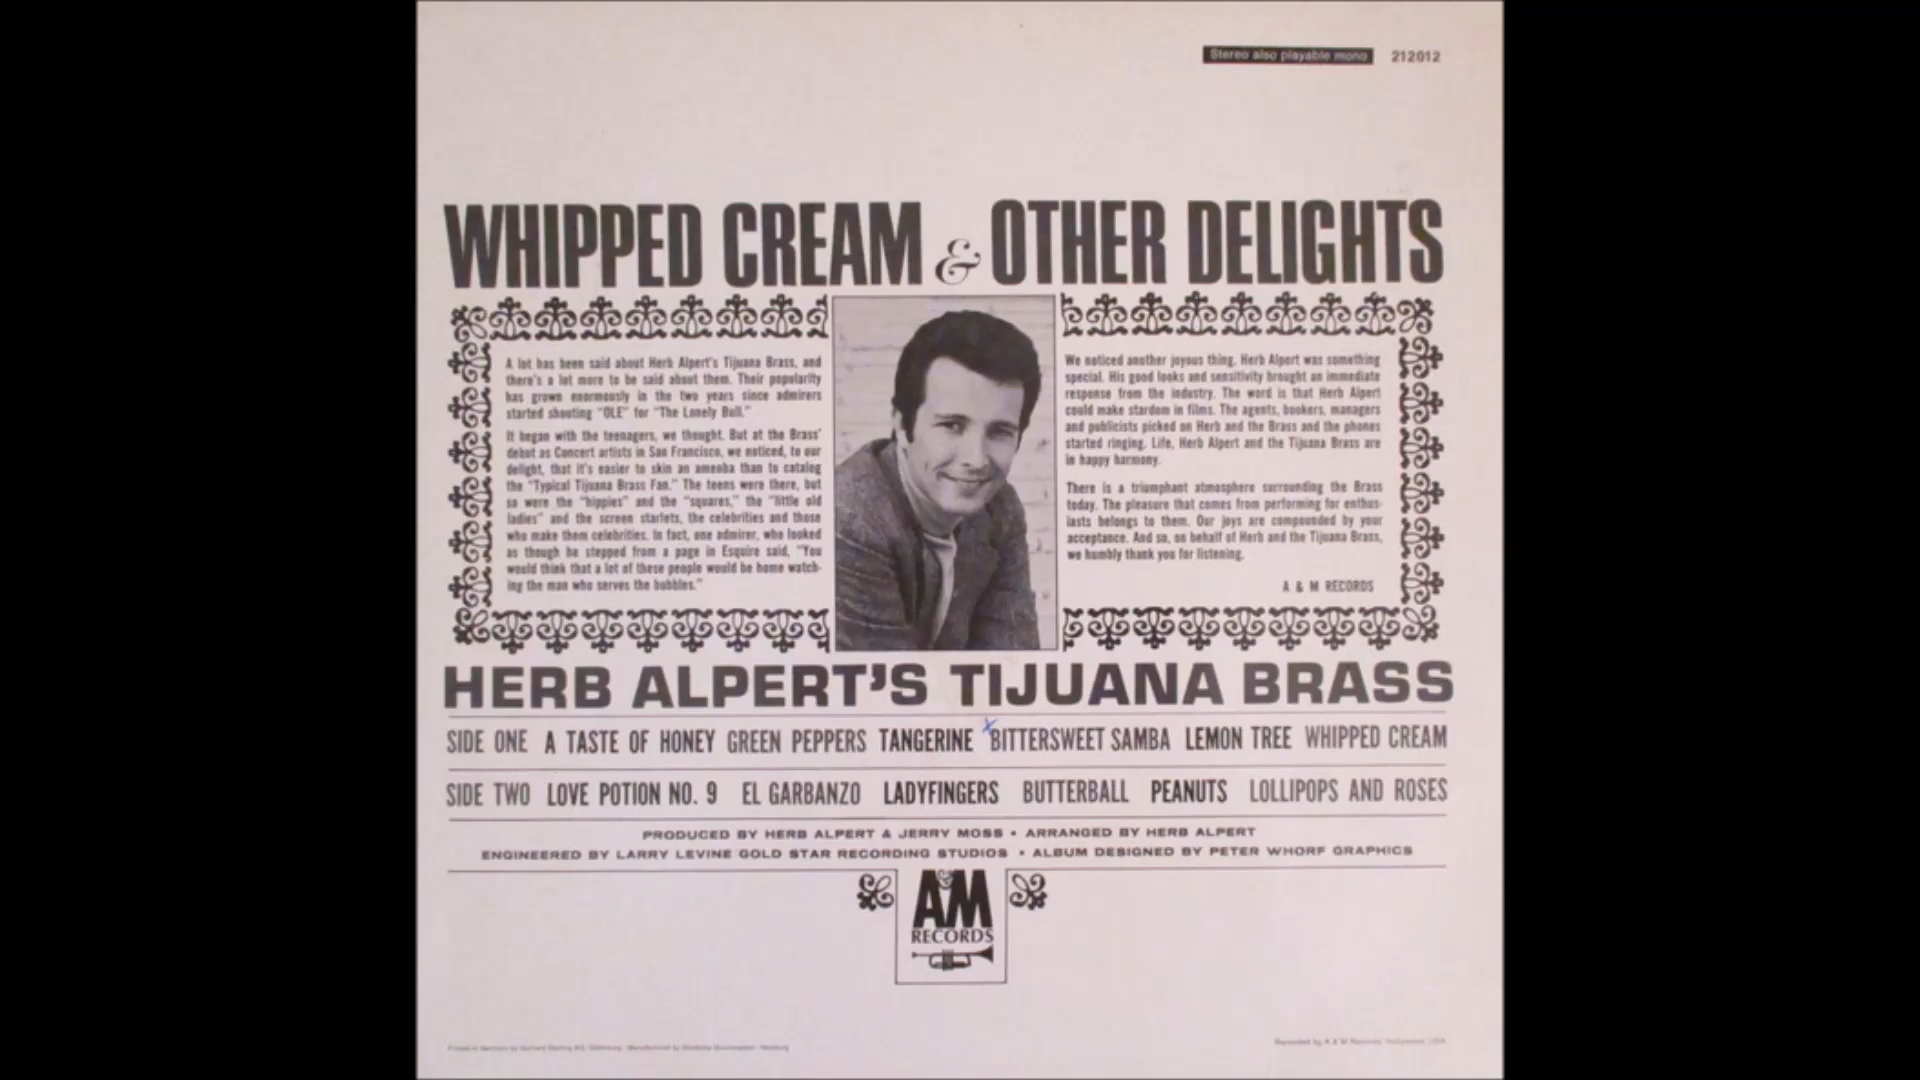 Stereo also playable mono 212012
WHIPPED CREAM & OTHER DELIGHTS
A lot has been said about Herb Alpert's Tijuana Brass, and
there's a lot more to be said about them. Their popularity
has grown enormously in the two years since admirers
started shouting "OLE" for "The Lonely Bull."
It began with the teenagers, we thought. But at the Brass'
debut as Concert artists in San Francisco, we noticed, to our
delight, that it's easier to skin an amoeba than to catalog
the "Typical Tijuana Brass Fan." The teens were there, but
so were the "hippies" and the "squares," the "little old
ladies" and the screen starlets, the celebrities and those
who make them celebrities. In fact, one admirer, who looked
as though he stepped from a page in Esquire said, "You
would think that a lot of these people would be home watch-
ing the man who serves the bubbles."
We noticed another joyous thing. Herb Alpert was something
special. His good looks and sensitivity brought an immediate
response from the industry. The word is that Herb Alpert
could make stardom in films. The agents, bookers, managers
and publicists picked on Herb and the Brass and the phones
started ringing. Life, Herb Alpert and the Tijuana Brass are
in happy harmony.
There is a triumphant atmosphere surrounding the Brass
today. The pleasure that comes from performing for enthus-
iasts belongs to them. Our joys are compounded by your
acceptance. And so, on behalf of Herb and the Tijuana Brass,
we humbly thank you for listening.
A & M RECORDS
HERB ALPERT'S TIJUANA BRASS
SIDE ONE A TASTE OF HONEY GREEN PEPPERS TANGERINE BITTERSWEET SAMBA LEMON TREE WHIPPED CREAM
SIDE TWO LOVE POTION NO. 9 EL GARBANZO LADYFINGERS BUTTERBALL PEANUTS LOLLIPOPS AND ROSES
PRODUCED BY HERB ALPERT & JERRY MOSS • ARRANGED BY HERB ALPERT
ENGINEERED BY LARRY LEVINE GOLD STAR RECORDING STUDIOS • ALBUM DESIGNED BY PETER WHORF GRAPHICS
A&M
RECORDS
Recorded by A & M Records, Hollywood, USA